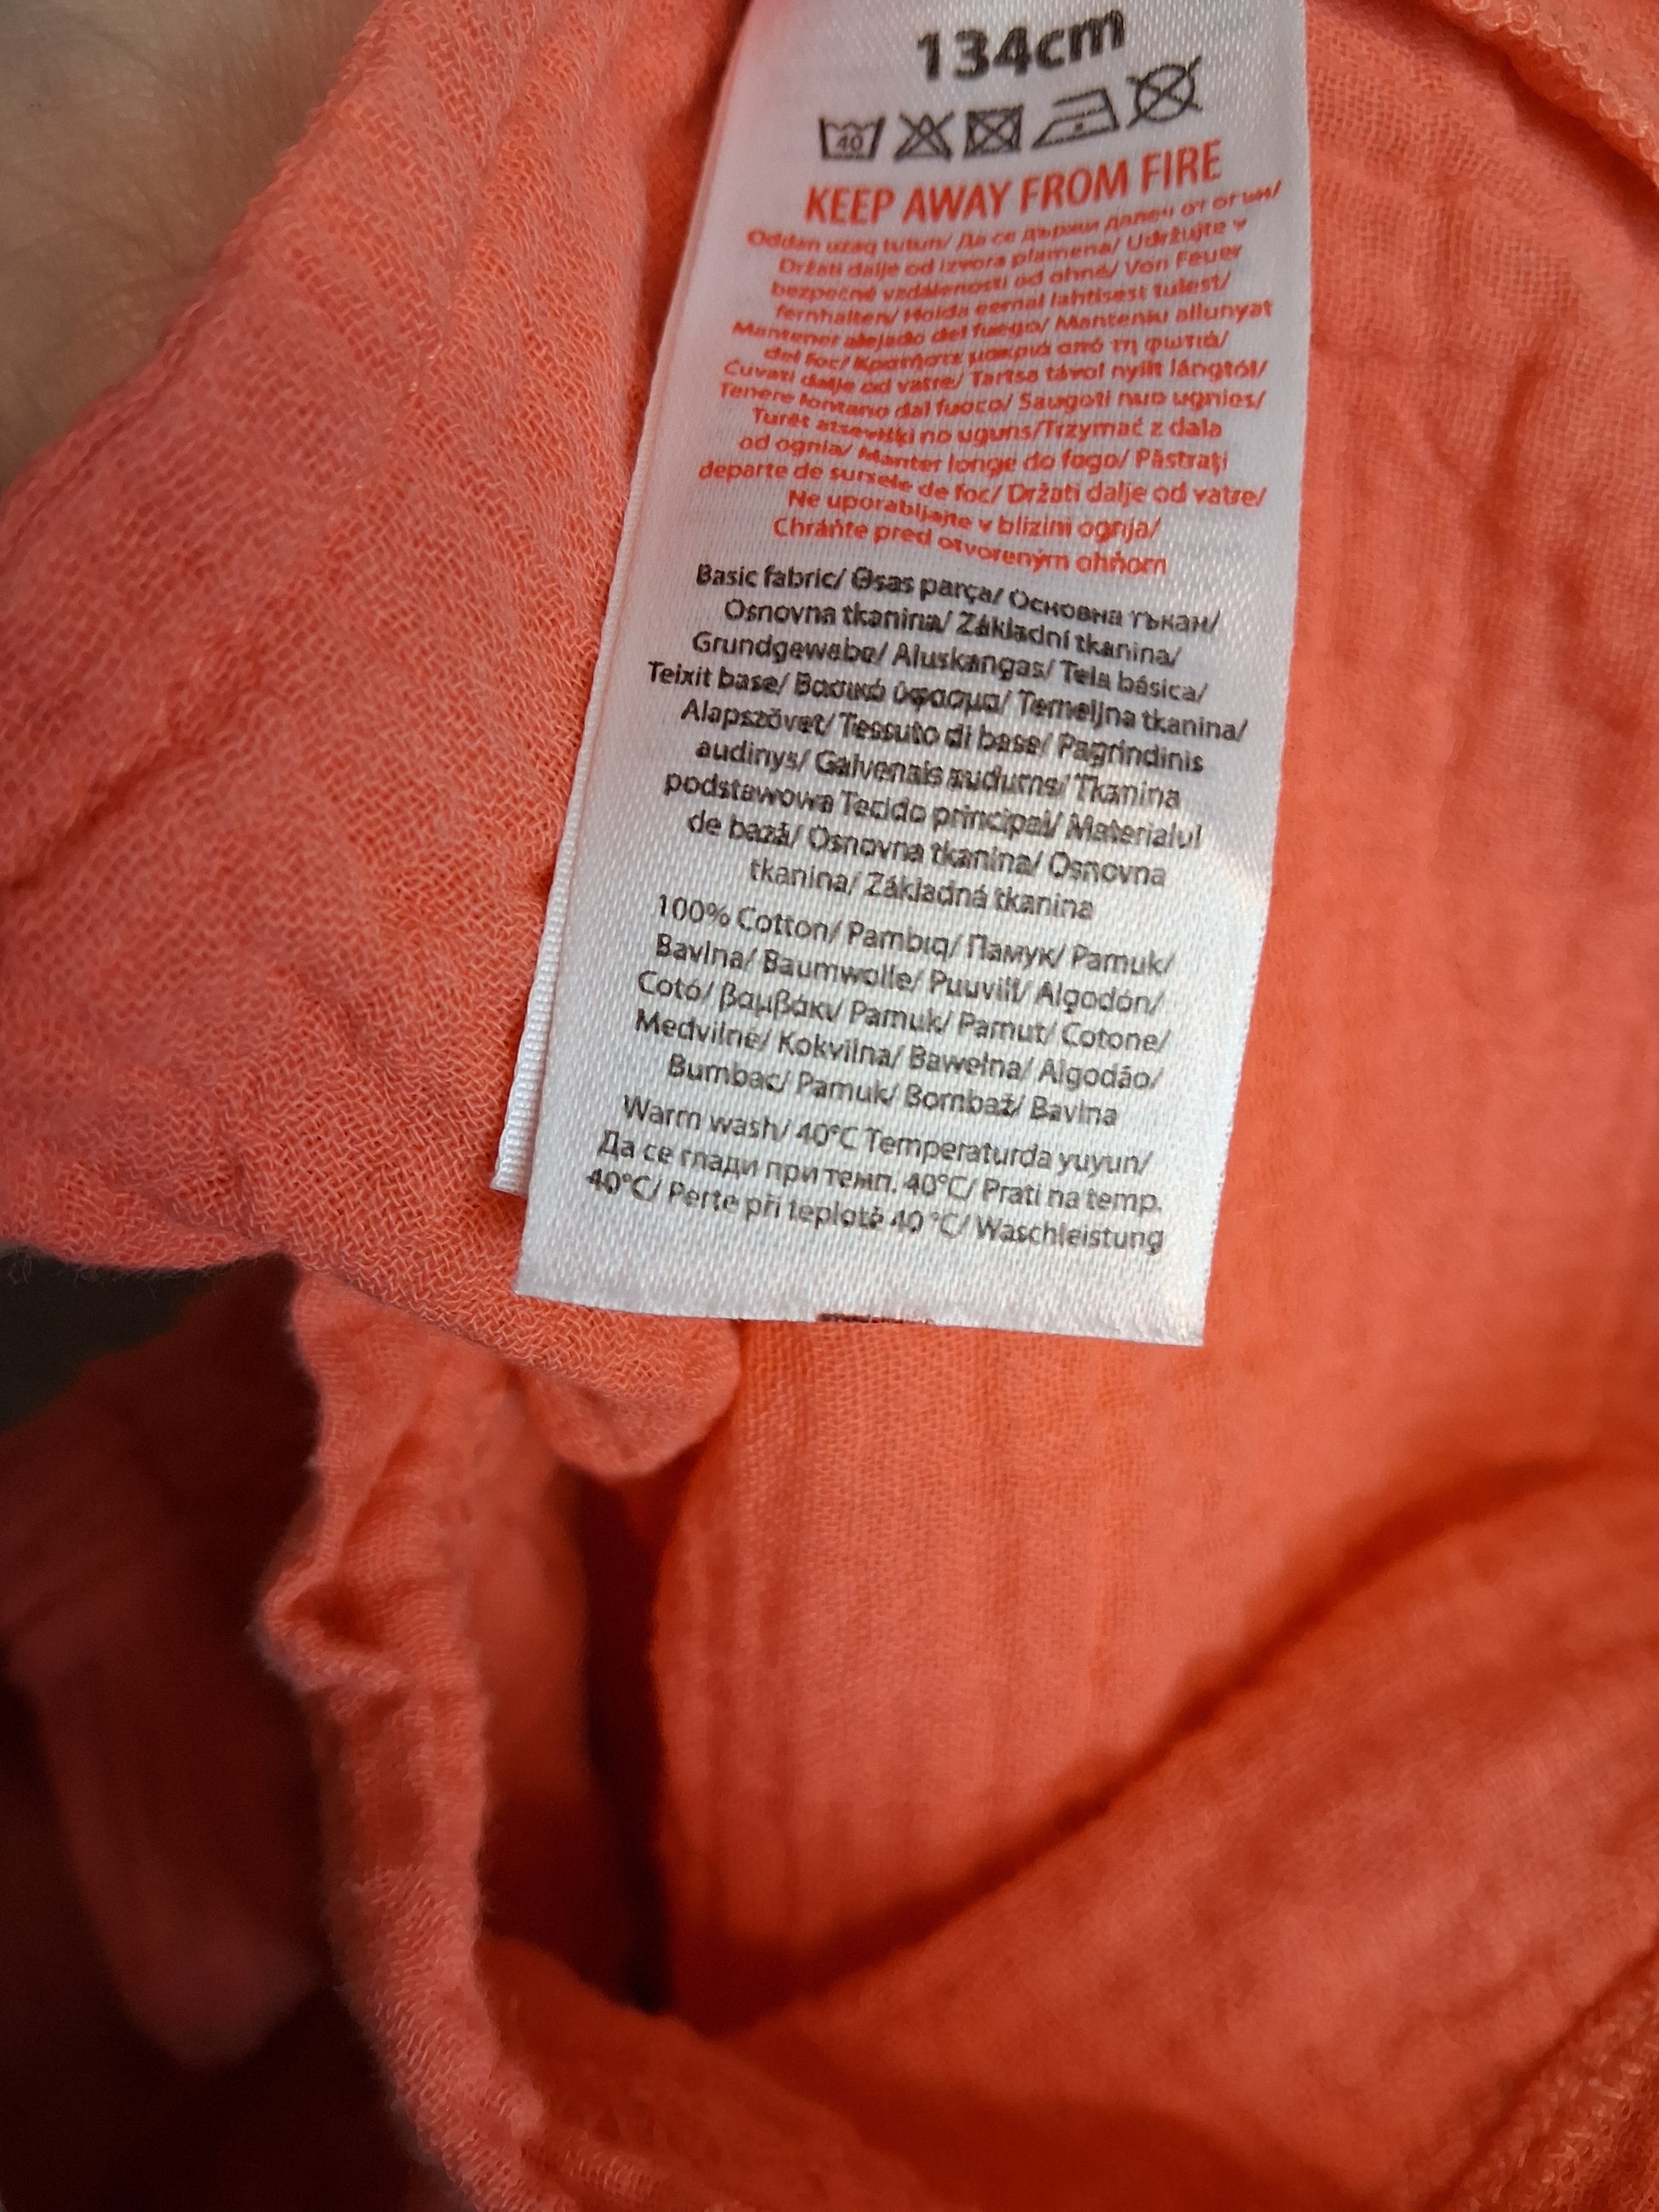 134cm
40
KEEP AWAY FROM FIRE
Oddan uzaq tutun/ Да се държи далеч от огън/
Držati dalje od izvora plamena/ Udržujte v
bezpečné vzdálenosti od ohně/ Von Feuer
fernhalten/ Hoida eemal lahtisest tulest/
Mantener alejado del fuego/ Manteniu allunyat
del foc/ Κρατήστε μακριά από τη φωτιά/
Čuvati dalje od vatre/ Tartsa távol nyílt lángtól/
Tenere lontano dal fuoco/ Saugoti nuo ugnies/
Turēt atsevišķi no uguns/Trzymać z dala
od ognia/ Manter longe do fogo/ Păstrați
departe de sursele de foc/ Držati dalje od vatre/
Ne uporabljajte v bližini ognja/
Chráňte pred otvoreným ohňom
Basic fabric/ Əsas parça/ Основна тъкан/
Osnovna tkanina/ Základní tkanina/
Grundgewebe/ Aluskangas/ Tela básica/
Teixit base/ Βασικό ύφασμα/ Temeljna tkanina/
Alapszövet/ Tessuto di base/ Pagrindinis
audinys/ Galvenais audums/ Tkanina
podstawowa Tecido principal/ Materialul
de bază/ Osnovna tkanina/ Osnovna
tkanina/ Základná tkanina
100% Cotton/ Pambıq/ Памук/ Pamuk/
Bavlna/ Baumwolle/ Puuvill/ Algodón/
Cotó/ βαμβάκι/ Pamuk/ Pamut/ Cotone/
Medvilnė/ Kokvilna/ Bawełna/ Algodão/
Bumbac/ Pamuk/ Bombaž/ Bavlna
Warm wash/ 40°C Temperaturda yuyun/
Да се глади при темп. 40°C/ Prati na temp.
40°C/ Perte při teplotě 40 °C/ Waschleistung